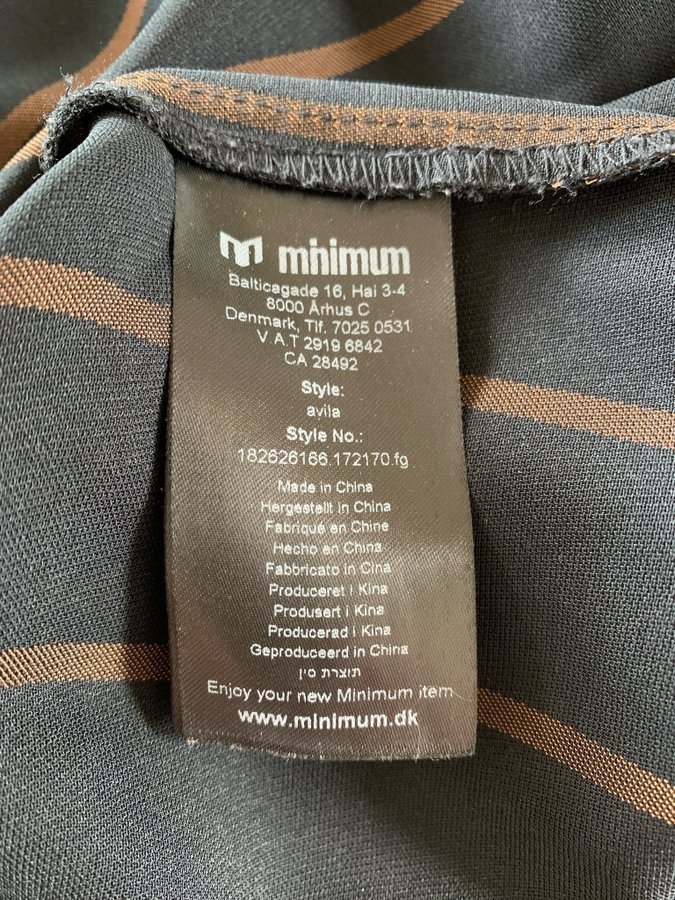 minimum
Balticagade 16, Hal 3-4
8000 Århus C
Denmark, Tlf. 7025 0531
V A.T 2919 6842
CA 28492
Style:
avila
Style No.:
182626166.172170.fg
Made in China
Hergestellt in China
Fabriqué en Chine
Hecho en China
Fabbricato in Cina
Produceret i Kina
Produsert i Kina
Producerad i Kina
Geproduceerd in China
תוצרת סין
Enjoy your new Minimum item
www.minimum.dk